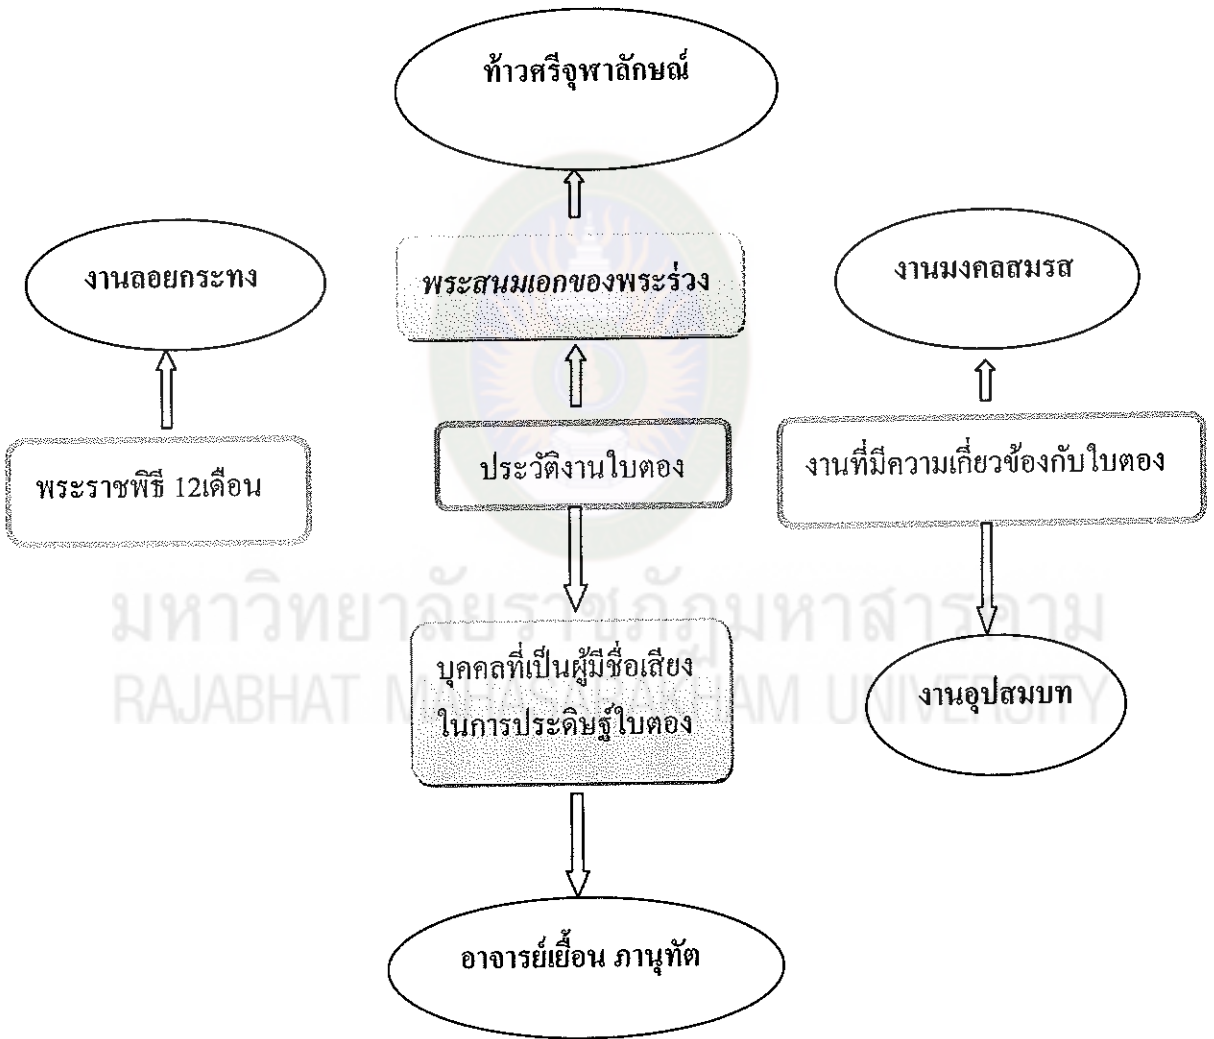 ท้าวศรีจุฬาลักษณ์
งานลอยกระทง
พระสนมเอกของพระร่วง
งานมงคลสมรส
พระราชพิธี 12เดือน
ประวัติงานใบตอง
งานที่มีความเกี่ยวข้องกับใบตอง
มหาวิทยาลัยราชภัฏมหาสารคาม
RAJABHAT MAHASARAKHAM UNIVERSITY
บุคคลที่เป็นผู้มีชื่อเสียง
ในการประดิษฐ์ใบตอง
งานอุปสมบท
อาจารย์เยื้อน ภาณุทัต